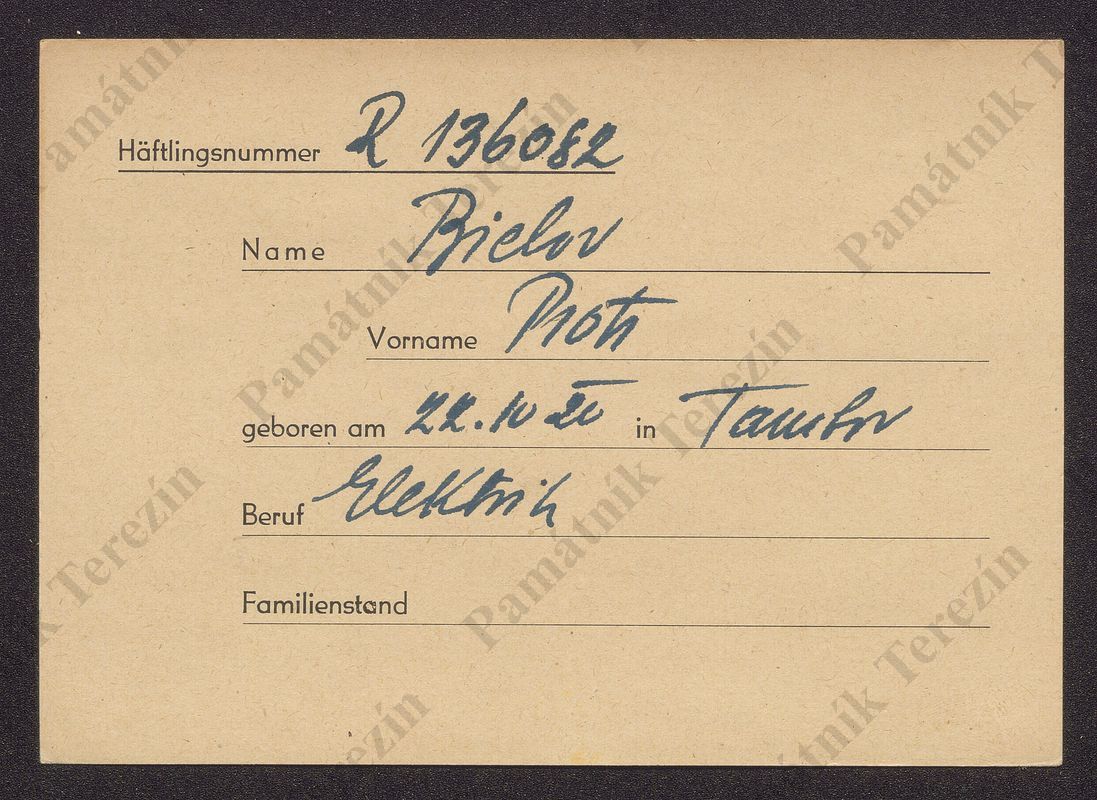 Häftlingsnummer R 136082
Name Bielov
Vorname Piotr
geboren am 22.10 20 in Tambov
Beruf Elektrik
Familienstand
Památník Terezín